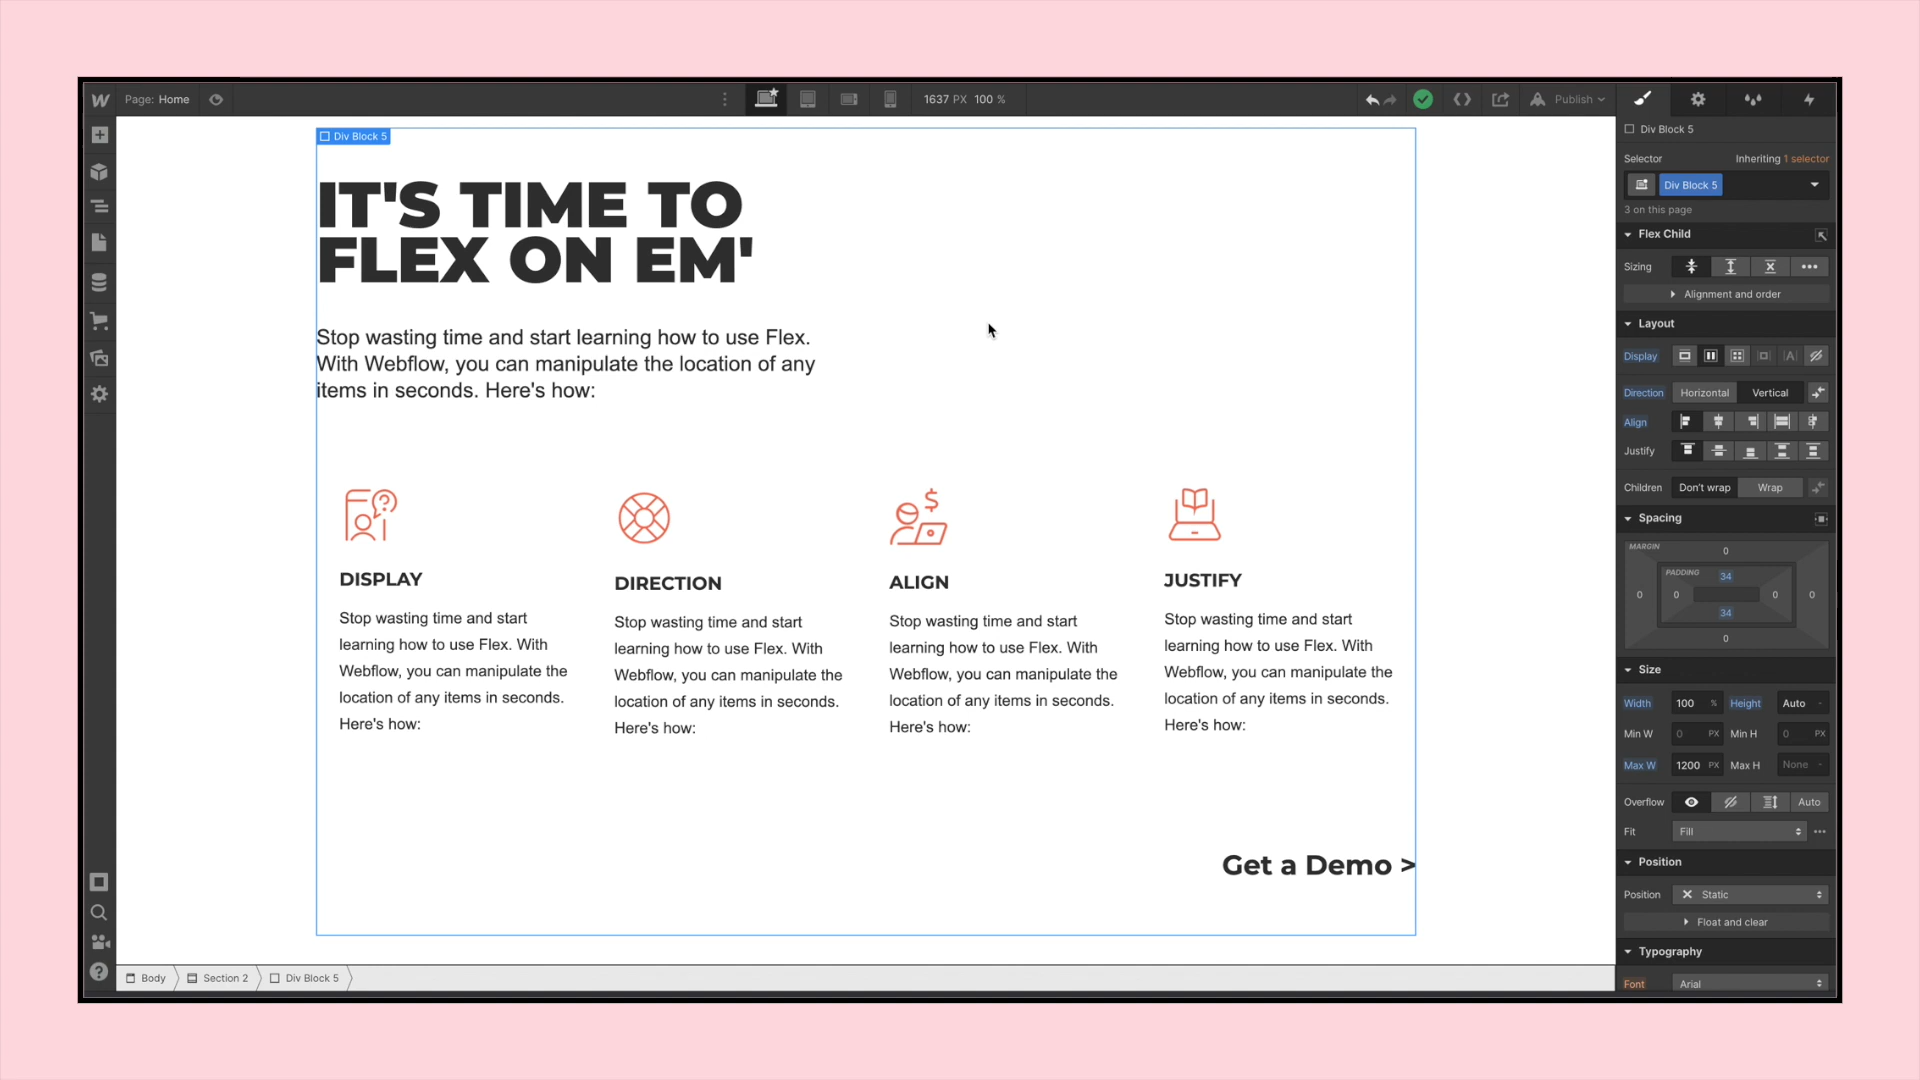 Page: Home
1637 PX 100 %
Publish
Div Block 5
IT'S TIME TO
FLEX ON EM'
Stop wasting time and start learning how to use Flex.
With Webflow, you can manipulate the location of any
items in seconds. Here's how:
DISPLAY
Stop wasting time and start
learning how to use Flex. With
Webflow, you can manipulate the
location of any items in seconds.
Here's how:
DIRECTION
Stop wasting time and start
learning how to use Flex. With
Webflow, you can manipulate the
location of any items in seconds.
Here's how:
ALIGN
Stop wasting time and start
learning how to use Flex. With
Webflow, you can manipulate the
location of any items in seconds.
Here's how:
JUSTIFY
Stop wasting time and start
learning how to use Flex. With
Webflow, you can manipulate the
location of any items in seconds.
Here's how:
Get a Demo >
Body
Section 2
Div Block 5
Div Block 5
Selector Inheriting 1 selector
Div Block 5
3 on this page
Flex Child
Sizing
Alignment and order
Layout
Display
Direction Horizontal Vertical
Align
Justify
Children Don't wrap Wrap
Spacing
MARGIN
0
PADDING
34
0 0 0 0
34
0
Size
Width 100 % Height Auto -
Min W 0 PX Min H 0 PX
Max W 1200 PX Max H None -
Overflow Auto
Fit Fill
Position
Position Static
Float and clear
Typography
Font Arial